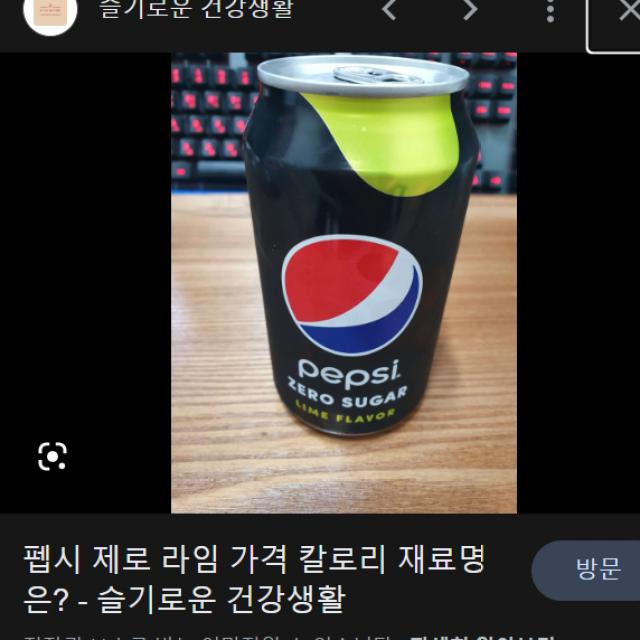 슬기로운 건강생활
pepsi
ZERO SUGAR
LIME FLAVOR
펩시 제로 라임 가격 칼로리 재료명
은? - 슬기로운 건강생활
방문